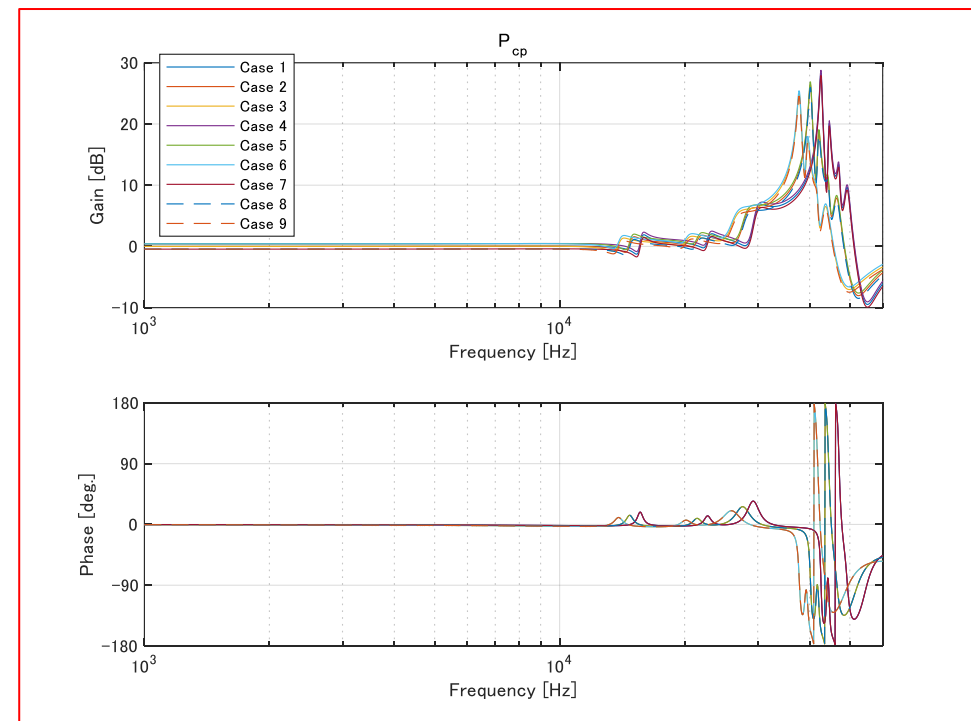 P_cp
30
20
10
0
-10
Gain [dB]
Case 1
Case 2
Case 3
Case 4
Case 5
Case 6
Case 7
Case 8
Case 9
10^3
10^4
Frequency [Hz]
180
90
0
-90
-180
Phase [deg.]
10^3
10^4
Frequency [Hz]